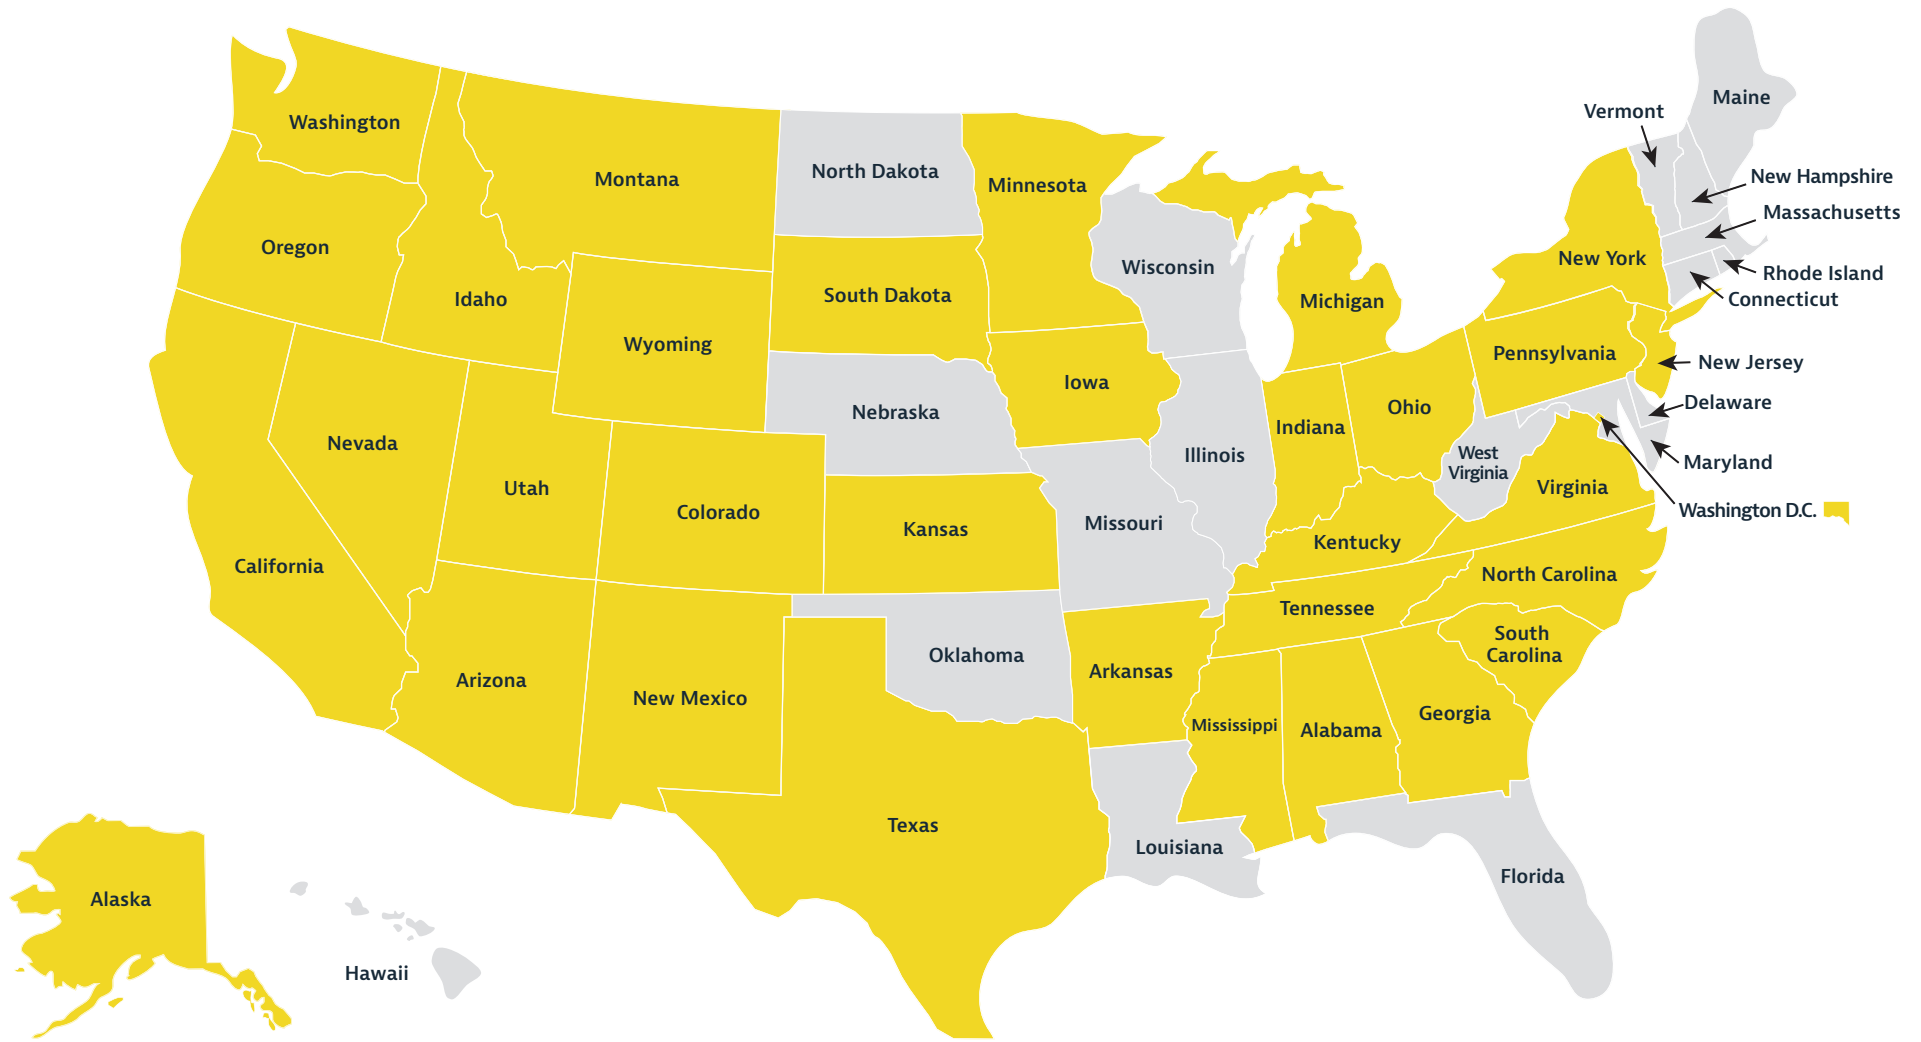 Maine
Vermont
Washington
North Dakota
Montana
New Hampshire
Minnesota
Massachusetts
Oregon
New York
Wisconsin
Rhode Island
South Dakota
Idaho
Connecticut
Michigan
Wyoming
Pennsylvania
New Jersey
Iowa
Delaware
Ohio
Nebraska
Indiana
Nevada
Illinois
West
Virginia
Maryland
Utah
Virginia
Colorado
Washington D.C.
Missouri
Kansas
Kentucky
California
North Carolina
Tennessee
South
Carolina
Oklahoma
Arkansas
Arizona
New Mexico
Georgia
Mississippi
Alabama
Texas
Louisiana
Florida
Alaska
Hawaii